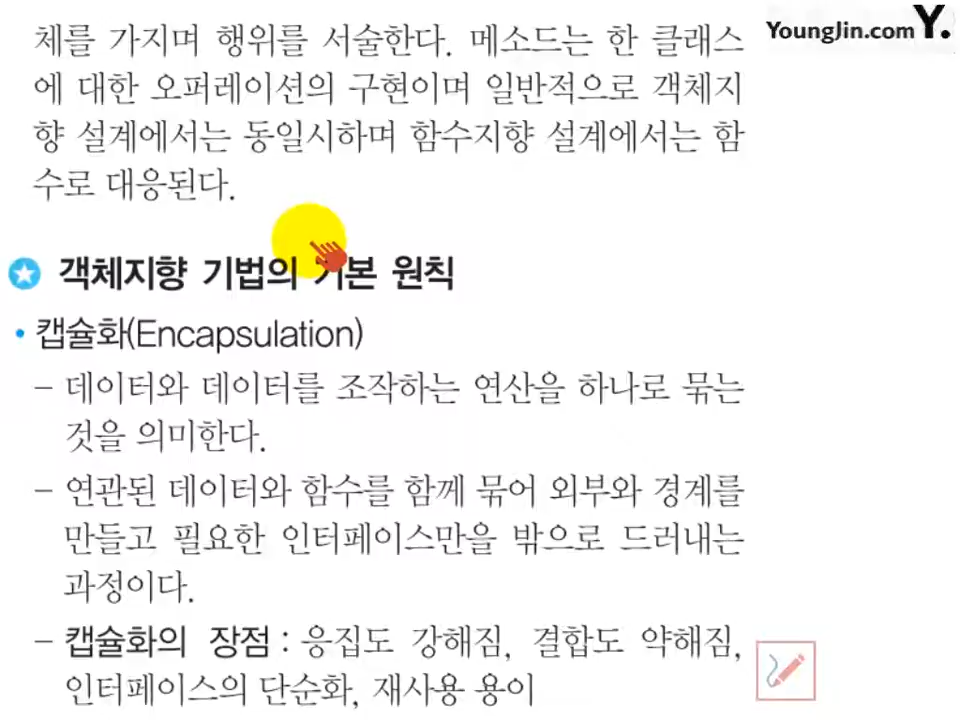 체를 가지며 행위를 서술한다. 메소드는 한 클래스
Younglin.com Y.
에 대한 오퍼레이션의 구현이며 일반적으로 객체지
향 설계에서는 동일시하며 함수지향 설계에서는 함
수로 대응된다.
객체지향 기법의 기본 원칙
• 캡슐화(Encapsulation)
– 데이터와 데이터를 조작하는 연산을 하나로 묶는
것을 의미한다.
– 연관된 데이터와 함수를 함께 묶어 외부와 경계를
만들고 필요한 인터페이스만을 밖으로 드러내는
과정이다.
– 캡슐화의 장점 : 응집도 강해짐, 결합도 약해짐,
인터페이스의 단순화, 재사용 용이